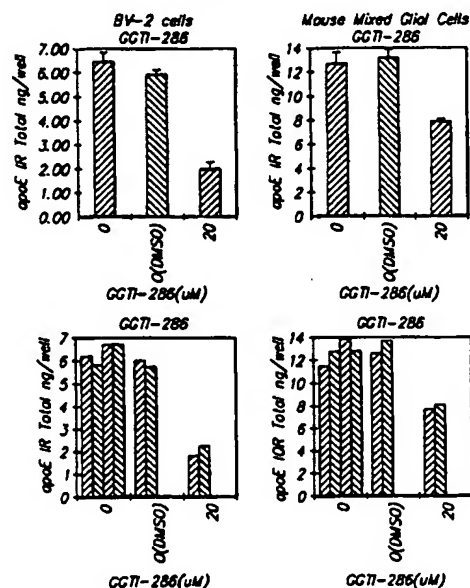 BV-2 cells
GGTI-286
apoE IR Total ng/well
7.00
6.00
5.00
4.00
3.00
2.00
1.00
0.00
0
O(DMSO)
20
GGTI-286(uM)
Mouse Mixed Glial Cells
GGTI-286
apoE IR Total ng/well
14
12
10
8
6
4
2
0
0
O(DMSO)
20
GGTI-286(uM)
GGTI-286
apoE IR Total ng/well
7
6
5
4
3
2
1
0
0
O(DMSO)
20
GGTI-286(uM)
GGTI-286
apoE IQR Total ng/well
14
12
10
8
6
4
2
0
0
O(DMSO)
20
GGTI-286(uM)